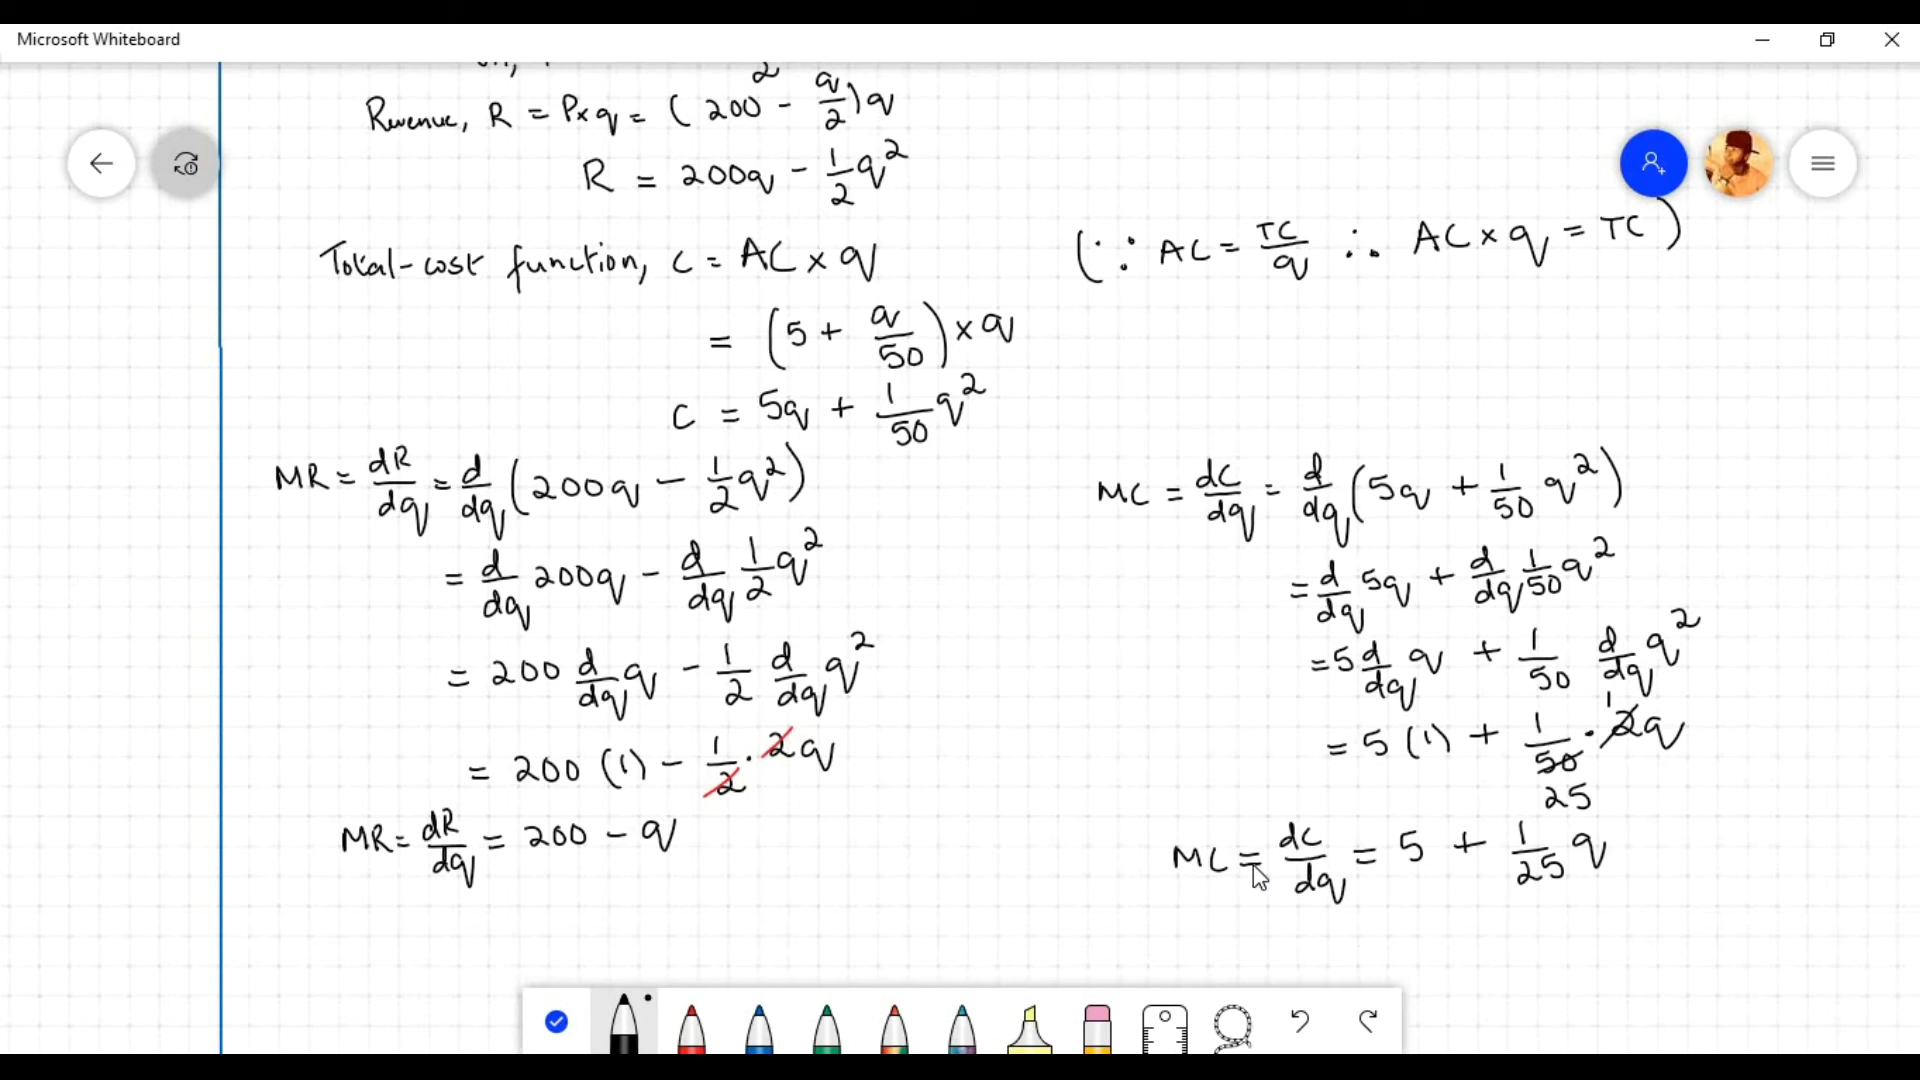 Microsoft Whiteboard
Revenue, R = P×q = (200 - q/2)q
2
R = 200q - 1/2 q²
Total-cost function, C = AC × q
(∵ AC = TC/q ∴ AC × q = TC)
= (5 + q/50) × q
C = 5q + 1/50 q²
MR = dR/dq = d/dq (200q - 1/2 q²)
= d/dq 200q - d/dq 1/2 q²
= 200 d/dq q - 1/2 d/dq q²
= 200 (1) - 1/2 · 2q
MR = dR/dq = 200 - q
MC = dC/dq = d/dq (5q + 1/50 q²)
= d/dq 5q + d/dq 1/50 q²
= 5 d/dq q + 1/50 d/dq q²
= 5 (1) + 1/50 · 2q
1
25
MC = dC/dq = 5 + 1/25 q